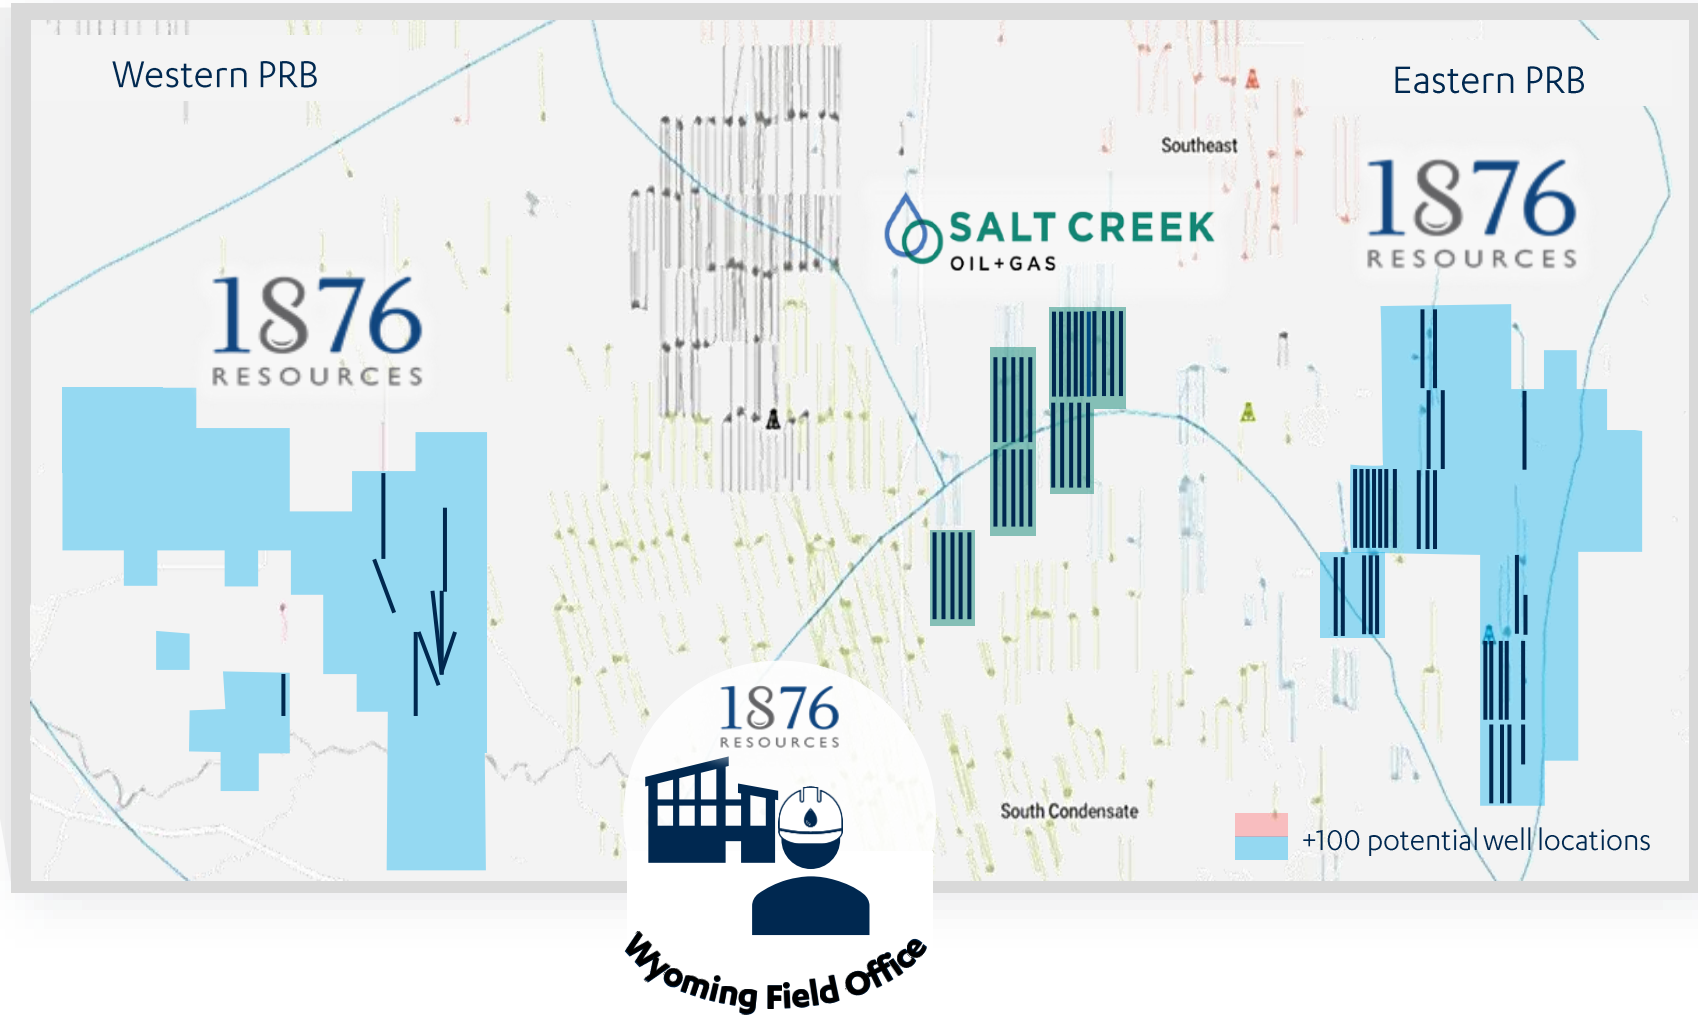 Western PRB
Eastern PRB
Southeast
1876
RESOURCES
SALT CREEK
OIL+GAS
1876
RESOURCES
1876
RESOURCES
South Condensate
+100 potential well locations
Wyoming Field Office